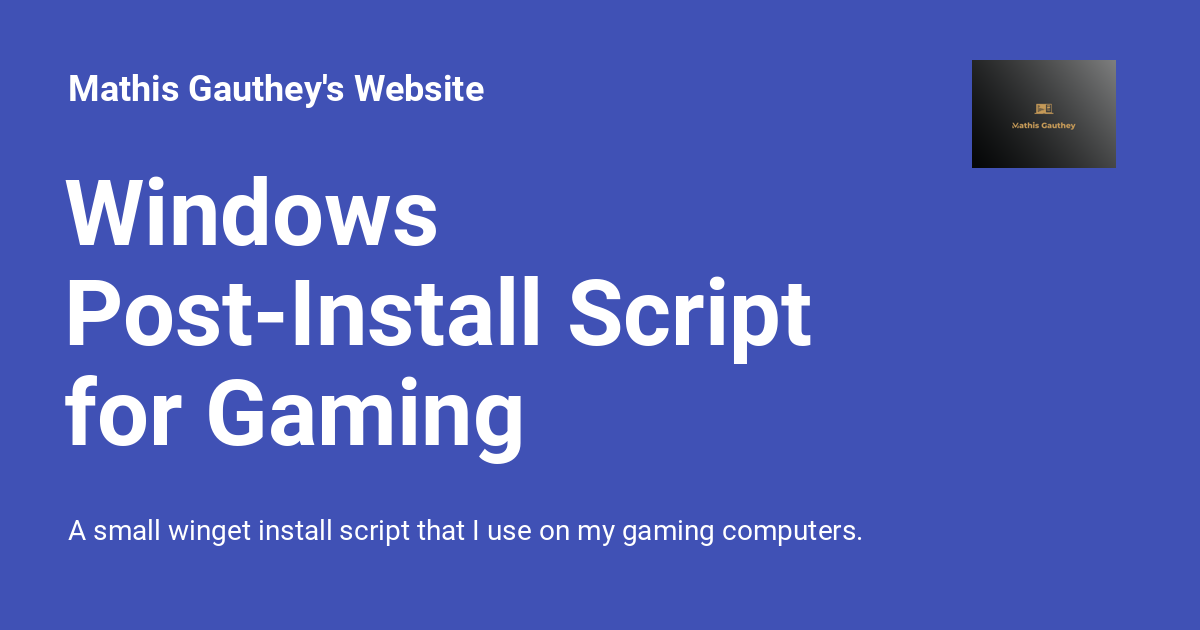 Mathis Gauthey's Website
Mathis Gauthey
Windows
Post-Install Script
for Gaming
A small winget install script that I use on my gaming computers.